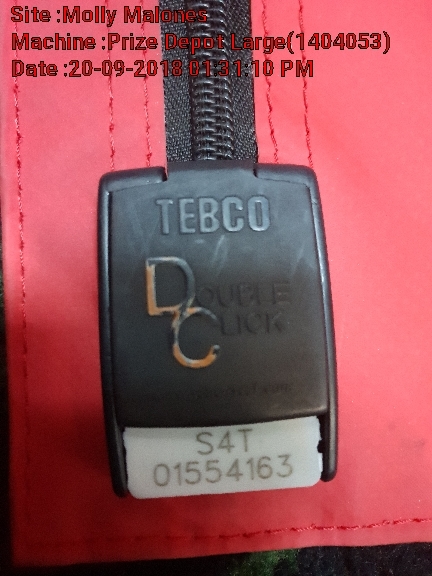 Site :Molly Malones
Machine :Prize Depot Large(1404053)
Date :20-09-2018 01:31:10 PM
TEBCO
DOUBLE
CLICK
S4T
01554163